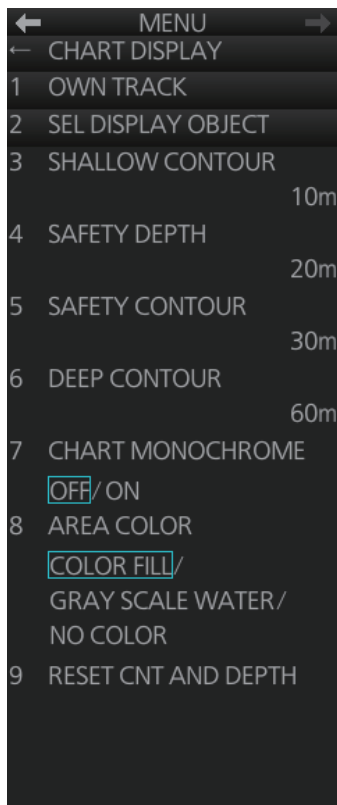 ← MENU →
← CHART DISPLAY
1 OWN TRACK
2 SEL DISPLAY OBJECT
3 SHALLOW CONTOUR
10m
4 SAFETY DEPTH
20m
5 SAFETY CONTOUR
30m
6 DEEP CONTOUR
60m
7 CHART MONOCHROME
OFF/ON
8 AREA COLOR
COLOR FILL/
GRAY SCALE WATER/
NO COLOR
9 RESET CNT AND DEPTH